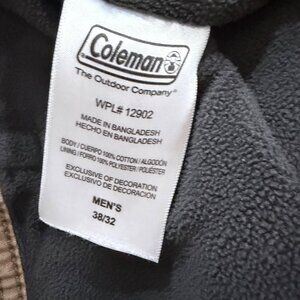 Coleman
The Outdoor Company
WPL# 12902
MADE IN BANGLADESH
HECHO EN BANGLADESH
BODY / CUERPO 100% COTTON / ALGODÓN
LINING / FORRO 100% POLYESTER / POLIÉSTER
EXCLUSIVE OF DECORATION
EXCLUSIVO DE DECORACION
MEN'S
38/32